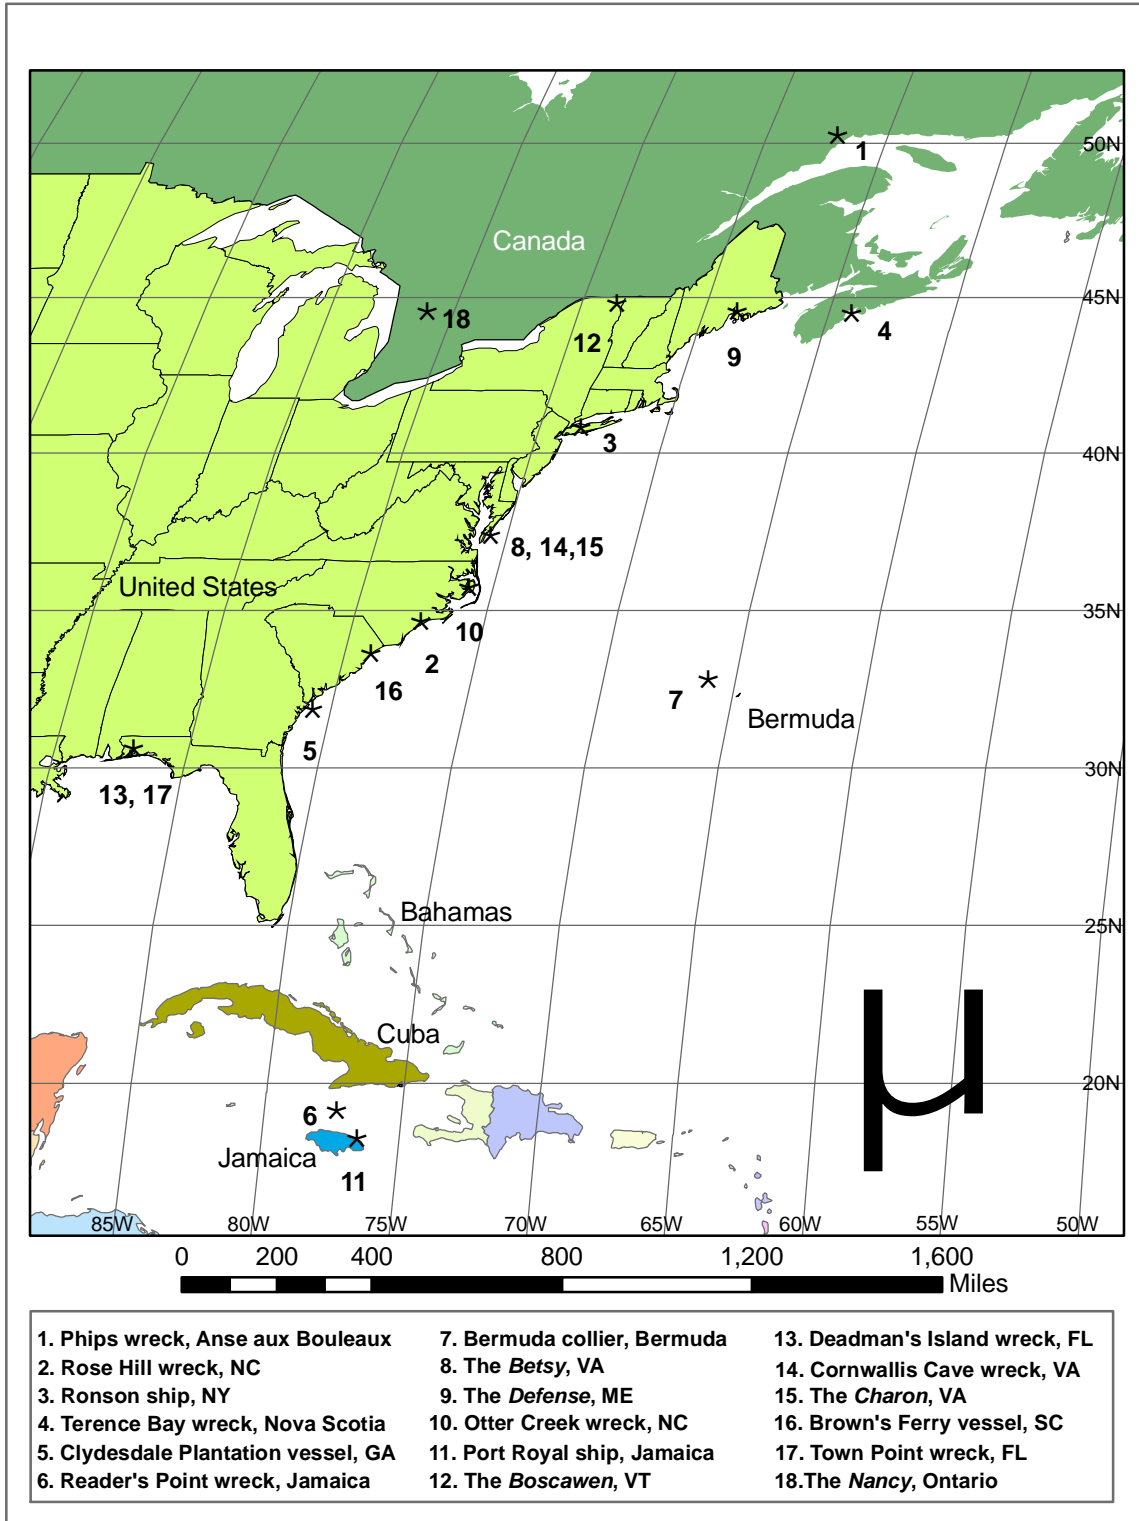 1
50N
Canada
45N
18
12
4
9
3
40N
8, 14,15
United States
35N
10
2
16
7
Bermuda
5
30N
13, 17
Bahamas
25N
Cuba
20N
6
Jamaica
11
µ
85W 80W 75W 70W 65W 60W 55W 50W
0 200 400 800 1,200 1,600
Miles
1. Phips wreck, Anse aux Bouleaux
2. Rose Hill wreck, NC
3. Ronson ship, NY
4. Terence Bay wreck, Nova Scotia
5. Clydesdale Plantation vessel, GA
6. Reader's Point wreck, Jamaica
7. Bermuda collier, Bermuda
8. The Betsy, VA
9. The Defense, ME
10. Otter Creek wreck, NC
11. Port Royal ship, Jamaica
12. The Boscawen, VT
13. Deadman's Island wreck, FL
14. Cornwallis Cave wreck, VA
15. The Charon, VA
16. Brown's Ferry vessel, SC
17. Town Point wreck, FL
18.The Nancy, Ontario